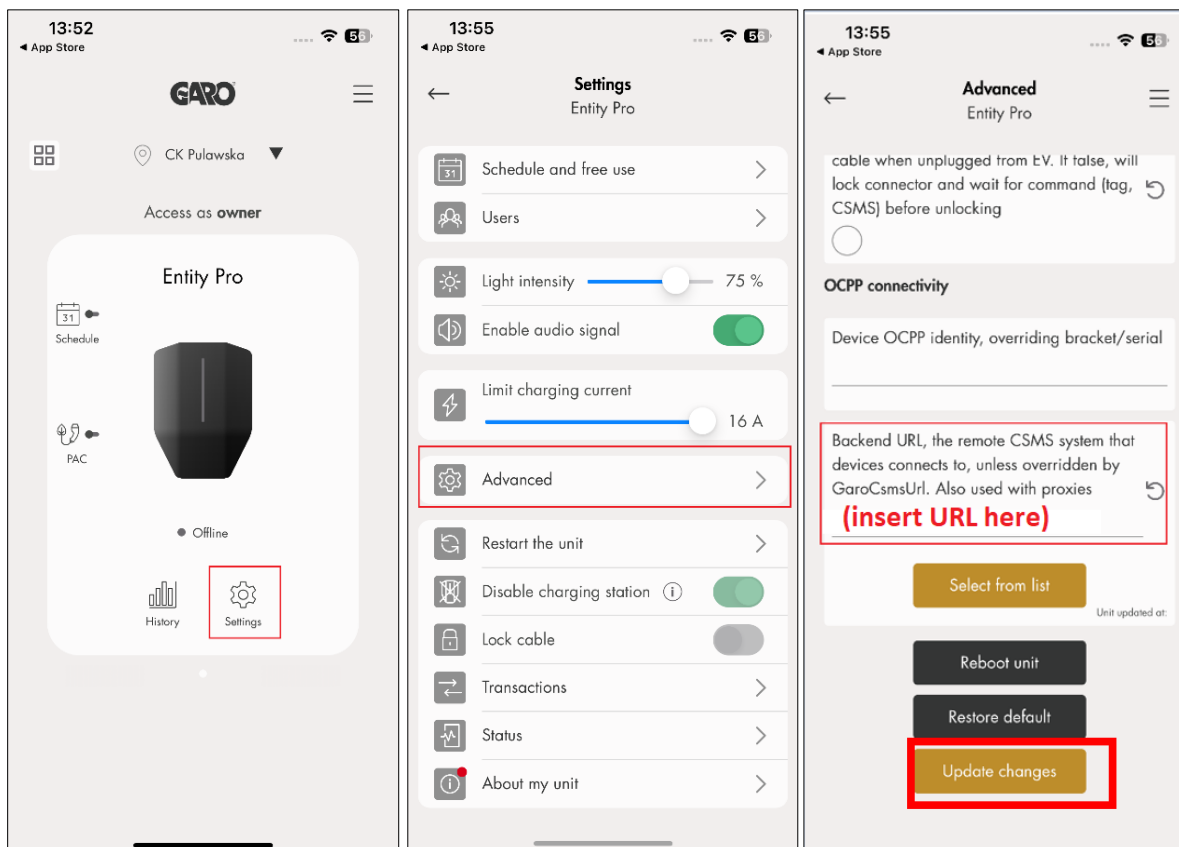 13:52
◀ App Store
56
GARO
CK Pulawska ▼
Access as owner
Entity Pro
31
Schedule
PAC
Offline
History
Settings
13:55
◀ App Store
56
Settings
Entity Pro
31
Schedule and free use
Users
Light intensity
75 %
Enable audio signal
Limit charging current
16 A
Advanced
Restart the unit
Disable charging station
Lock cable
Transactions
Status
About my unit
13:55
◀ App Store
56
Advanced
Entity Pro
cable when unplugged from EV. If false, will
lock connector and wait for command (tag,
CSMS) before unlocking
OCPP connectivity
Device OCPP identity, overriding bracket/serial
Backend URL, the remote CSMS system that
devices connects to, unless overridden by
GaroCsmsUrl. Also used with proxies
(insert URL here)
Select from list
Unit updated at:
Reboot unit
Restore default
Update changes